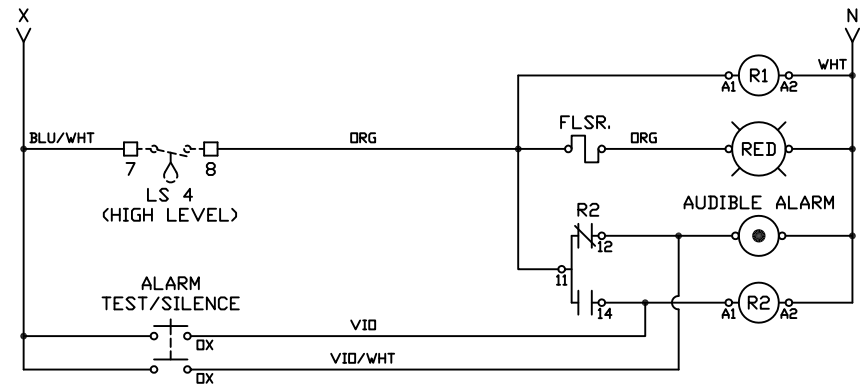 X
N
WHT
R1
A1 A2
BLU/WHT
ORG
FLSR.
ORG
RED
7
8
LS 4
(HIGH LEVEL)
AUDIBLE ALARM
R2
12
11
ALARM
TEST/SILENCE
14
R2
A1 A2
VIO
OX
VIO/WHT
OX